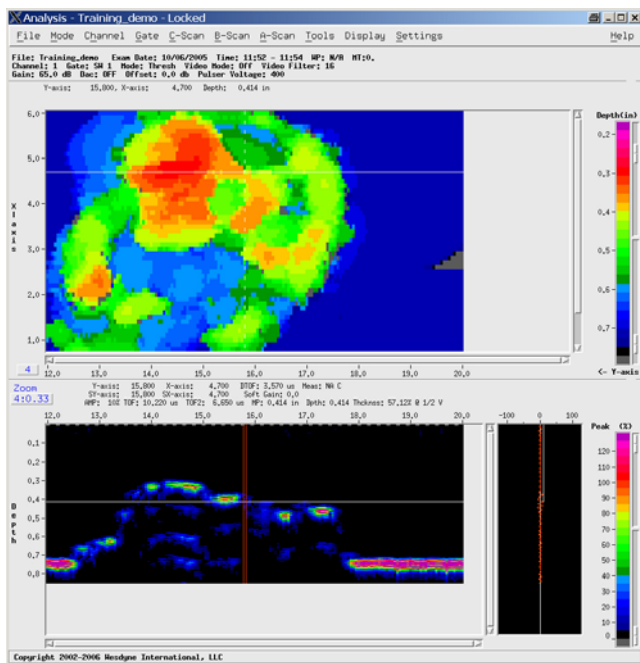 Analysis - Training_demo - Locked
File Mode Channel Gate C-Scan B-Scan A-Scan Tools Display Settings Help
File: Training_demo Exam Date: 10/06/2005 Time: 11:52 - 11:54 WP: N/A MT:0,
Channel: 1 Gate: SW 1 Mode: Thresh Video Mode: Off Video Filter: 16
Gain: 65.0 dB Dac: OFF Offset: 0.0 db Pulser Voltage: 400
Y-axis: 15,800, X-axis: 4,700 Depth: 0,414 in
Depth(in)
6,0
5,0
4,0
3,0
2,0
1,0
X axis
0,2
0,3
0,4
0,5
0,6
0,7
4
12,0 13,0 14,0 15,0 16,0 17,0 18,0 19,0 20,0
<- Y-axis
Zoom
4:0.33
Y-axis: 15,800 X-axis: 4,700 DTOF: 3,570 us Meas: NA C
SY-axis: 15,800 SX-axis: 4,700 Soft Gain: 0,0
AMP: 10% TOF: 10,220 us TOF2: 6,650 us MP: 0,414 in Dpth: 0,414 Thcknss: 57,12% @ 1/2 V
12,0 13,0 14,0 15,0 16,0 17,0 18,0 19,0 20,0
-100 0 100
Peak (%)
0,1
0,2
0,3
0,4
0,5
0,6
0,7
0,8
Depth
120
110
100
90
80
70
60
50
40
30
20
10
0
Copyright 2002-2006 Wesdyne International, LLC